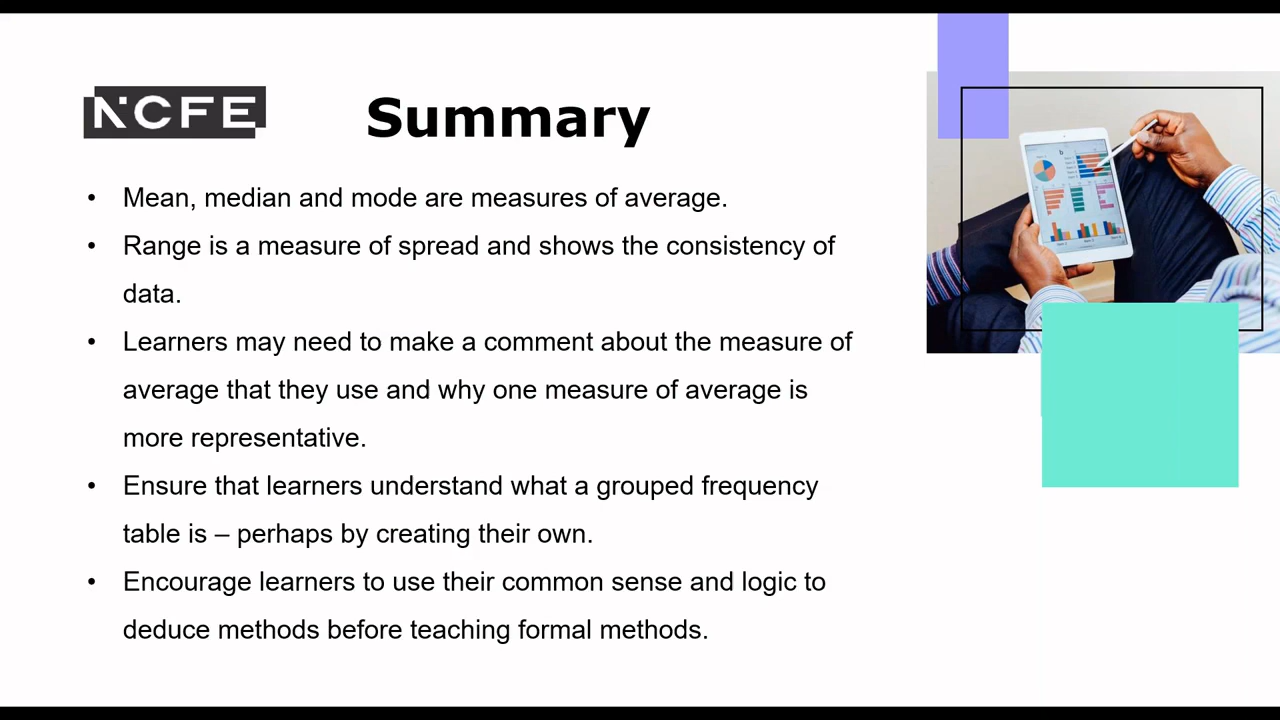 NCFE
Summary
• Mean, median and mode are measures of average.
• Range is a measure of spread and shows the consistency of
data.
• Learners may need to make a comment about the measure of
average that they use and why one measure of average is
more representative.
• Ensure that learners understand what a grouped frequency
table is – perhaps by creating their own.
• Encourage learners to use their common sense and logic to
deduce methods before teaching formal methods.